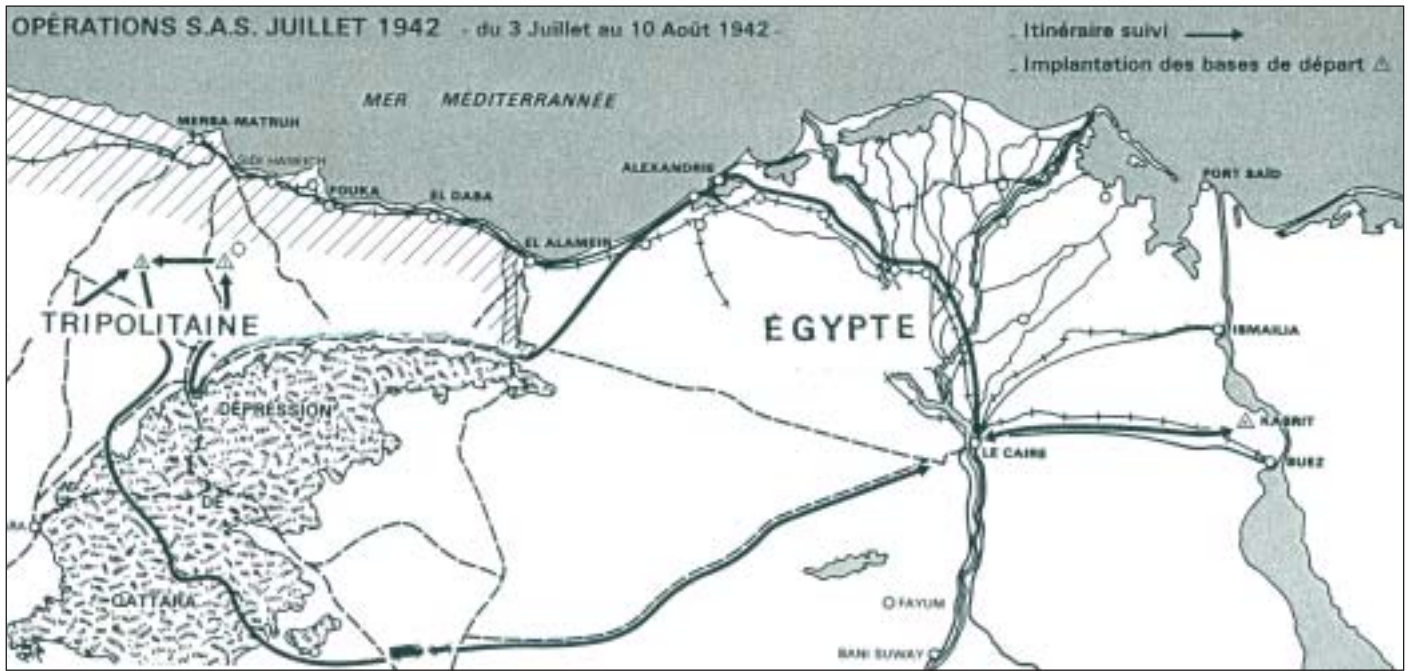 OPÉRATIONS S.A.S. JUILLET 1942 - du 3 Juillet au 10 Août 1942 -
- Itinéraire suivi
- Implantation des bases de départ
MER MÉDITERRANNÉE
MERSA-MATRUH
SIDI HANEICH
FOUKA
EL DABA
EL ALAMEIN
ALEXANDRIE
PORT SAÏD
TRIPOLITAINE
ÉGYPTE
ISMAILIA
DÉPRESSION
DE
QATTARA
KABRIT
LE CAIRE
SUEZ
FAYUM
BANI SUWAY